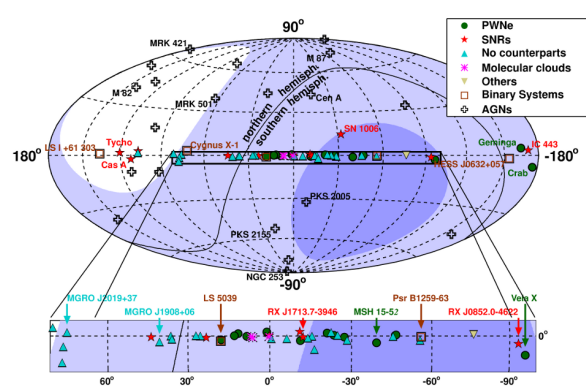 90°
PWNe
SNRs
No counterparts
Molecular clouds
Others
Binary Systems
AGNs
MRK 421
M 87
M 82
MRK 501
Cen A
northern hemisph.
southern hemisph.
SN 1006
Tycho
Cygnus X-1
LS I +61 303
Geminga
IC 443
180°
-180°
Cas A
HESS J0632+057
Crab
PKS 2005
PKS 2155
NGC 253
-90°
MGRO J2019+37
LS 5039
Psr B1259-63
Vela X
MGRO J1908+06
RX J1713.7-3946
MSH 15-52
RX J0852.0-4622
0°
60°
30°
0°
-30°
-60°
-90°